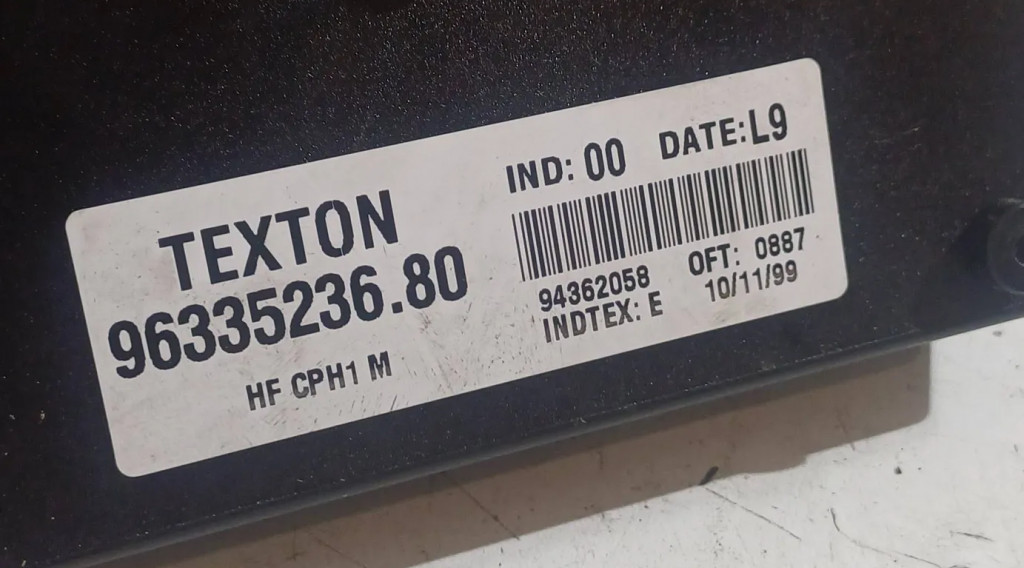 TEXTON
96335236.80
HF CPH1 M
IND: 00 DATE:L9
94362058 OFT: 0887
INDTEX: E 10/11/99